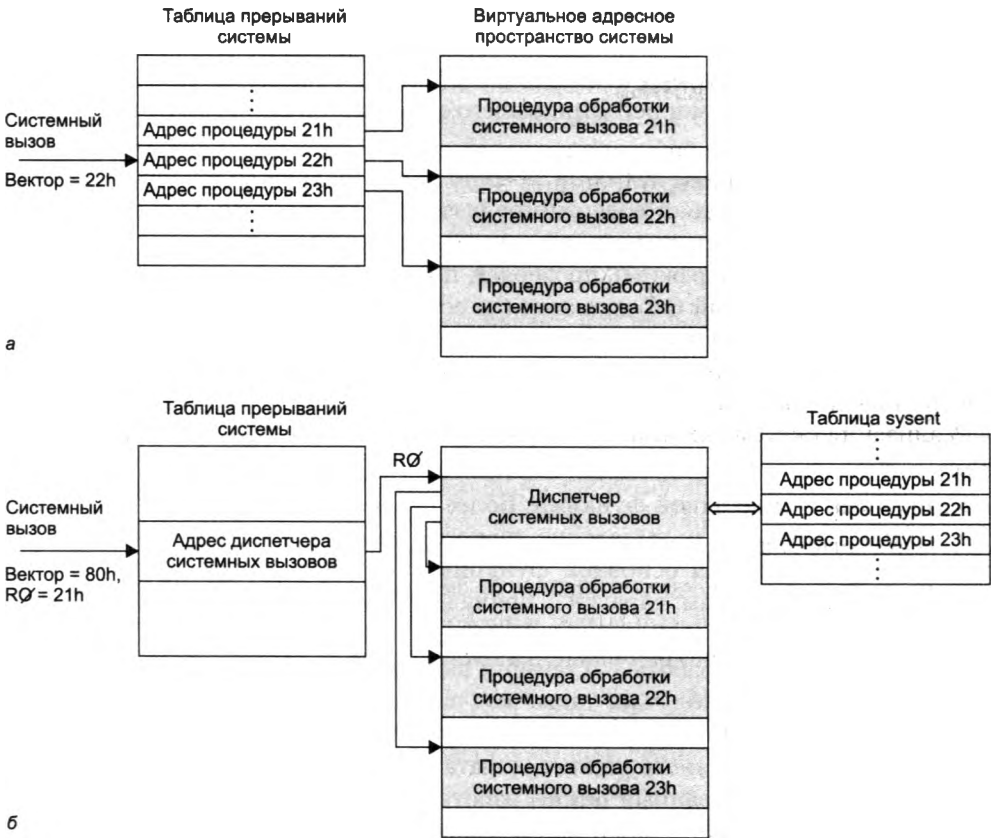 Таблица прерываний
системы
Виртуальное адресное
пространство системы
Системный
вызов
Вектор = 22h
Адрес процедуры 21h
Адрес процедуры 22h
Адрес процедуры 23h
Процедура обработки
системного вызова 21h
Процедура обработки
системного вызова 22h
Процедура обработки
системного вызова 23h
а
Таблица прерываний
системы
Таблица sysent
Системный
вызов
Вектор = 80h,
RØ = 21h
Адрес диспетчера
системных вызовов
RØ
Диспетчер
системных вызовов
Процедура обработки
системного вызова 21h
Процедура обработки
системного вызова 22h
Процедура обработки
системного вызова 23h
Адрес процедуры 21h
Адрес процедуры 22h
Адрес процедуры 23h
б